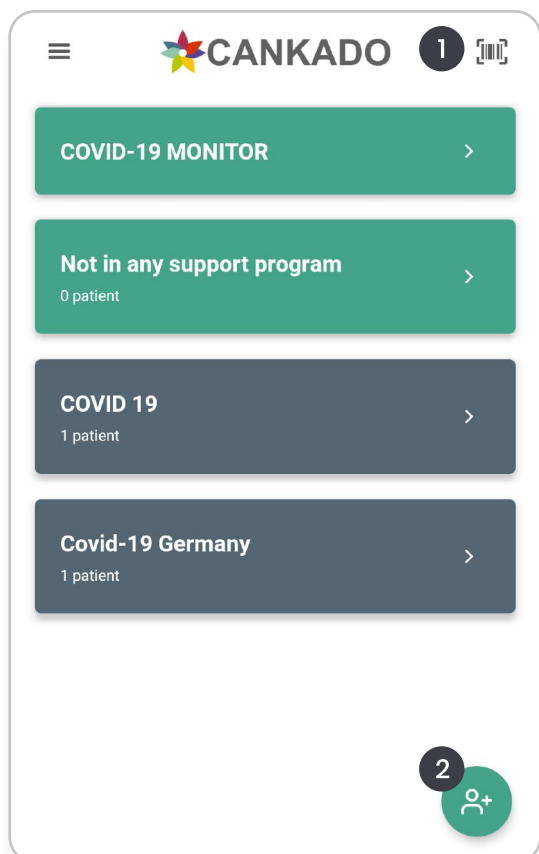 CANKADO
1
COVID-19 MONITOR
Not in any support program
0 patient
COVID 19
1 patient
Covid-19 Germany
1 patient
2